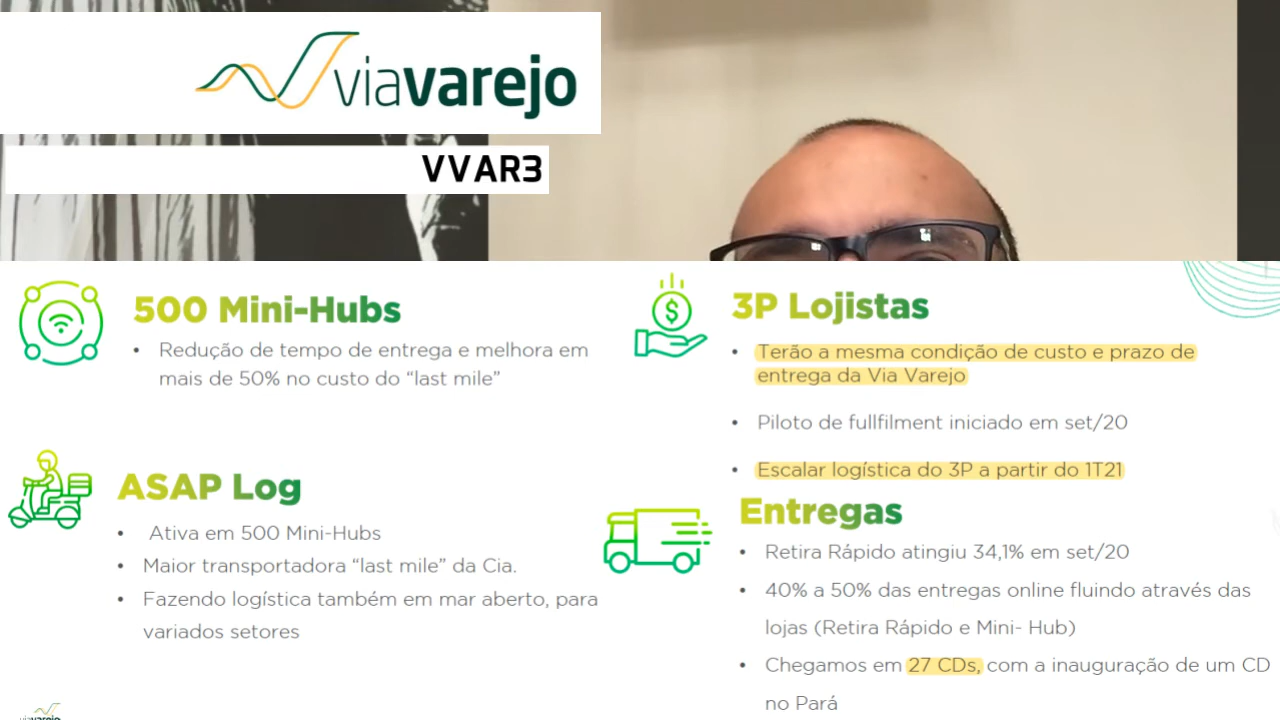 viavarejo
VVAR3
500 Mini-Hubs
• Redução de tempo de entrega e melhora em
mais de 50% no custo do “last mile”
ASAP Log
• Ativa em 500 Mini-Hubs
• Maior transportadora “last mile” da Cia.
• Fazendo logística também em mar aberto, para
variados setores
3P Lojistas
• Terão a mesma condição de custo e prazo de
entrega da Via Varejo
• Piloto de fullfilment iniciado em set/20
• Escalar logística do 3P a partir do 1T21
Entregas
• Retira Rápido atingiu 34,1% em set/20
• 40% a 50% das entregas online fluindo através das
lojas (Retira Rápido e Mini- Hub)
• Chegamos em 27 CDs, com a inauguração de um CD
no Pará
viavarejo